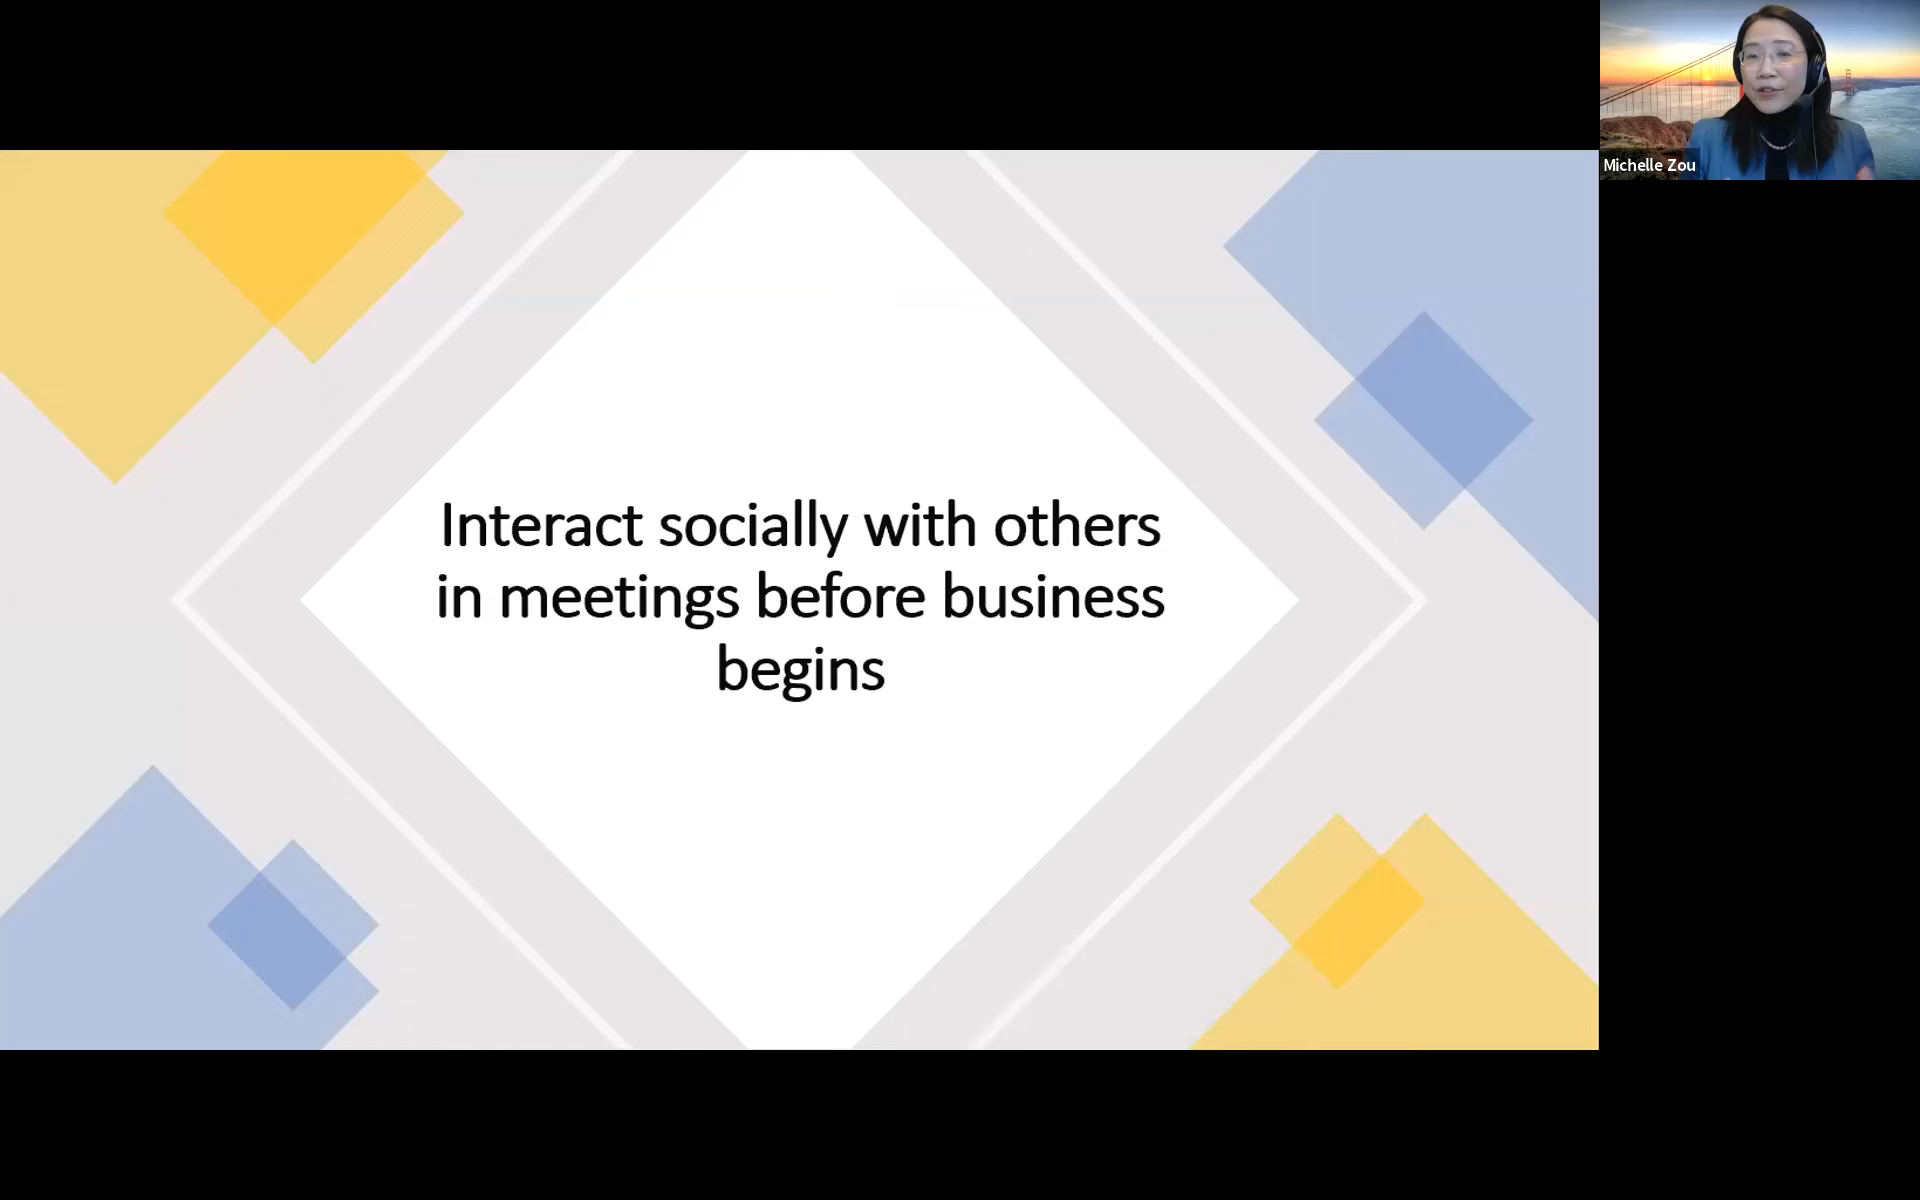 Michelle Zou
Interact socially with others
in meetings before business
begins